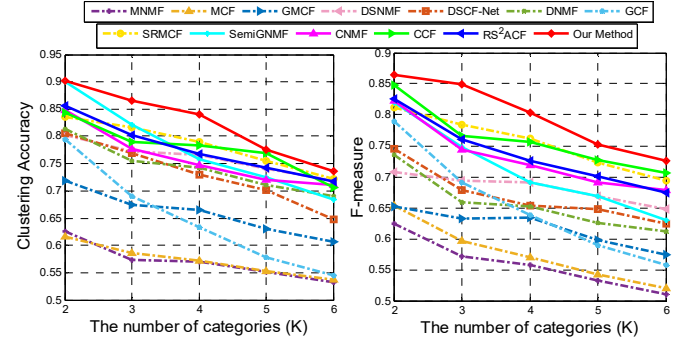 MNMF MCF GMCF DSNMF DSCF-Net DNMF GCF
SRMCF SemiGNMF CNMF CCF RS²ACF Our Method
Clustering Accuracy
0.95
0.9
0.85
0.8
0.75
0.7
0.65
0.6
0.55
0.5
2 3 4 5 6
The number of categories (K)
F-measure
0.9
0.85
0.8
0.75
0.7
0.65
0.6
0.55
0.5
2 3 4 5 6
The number of categories (K)